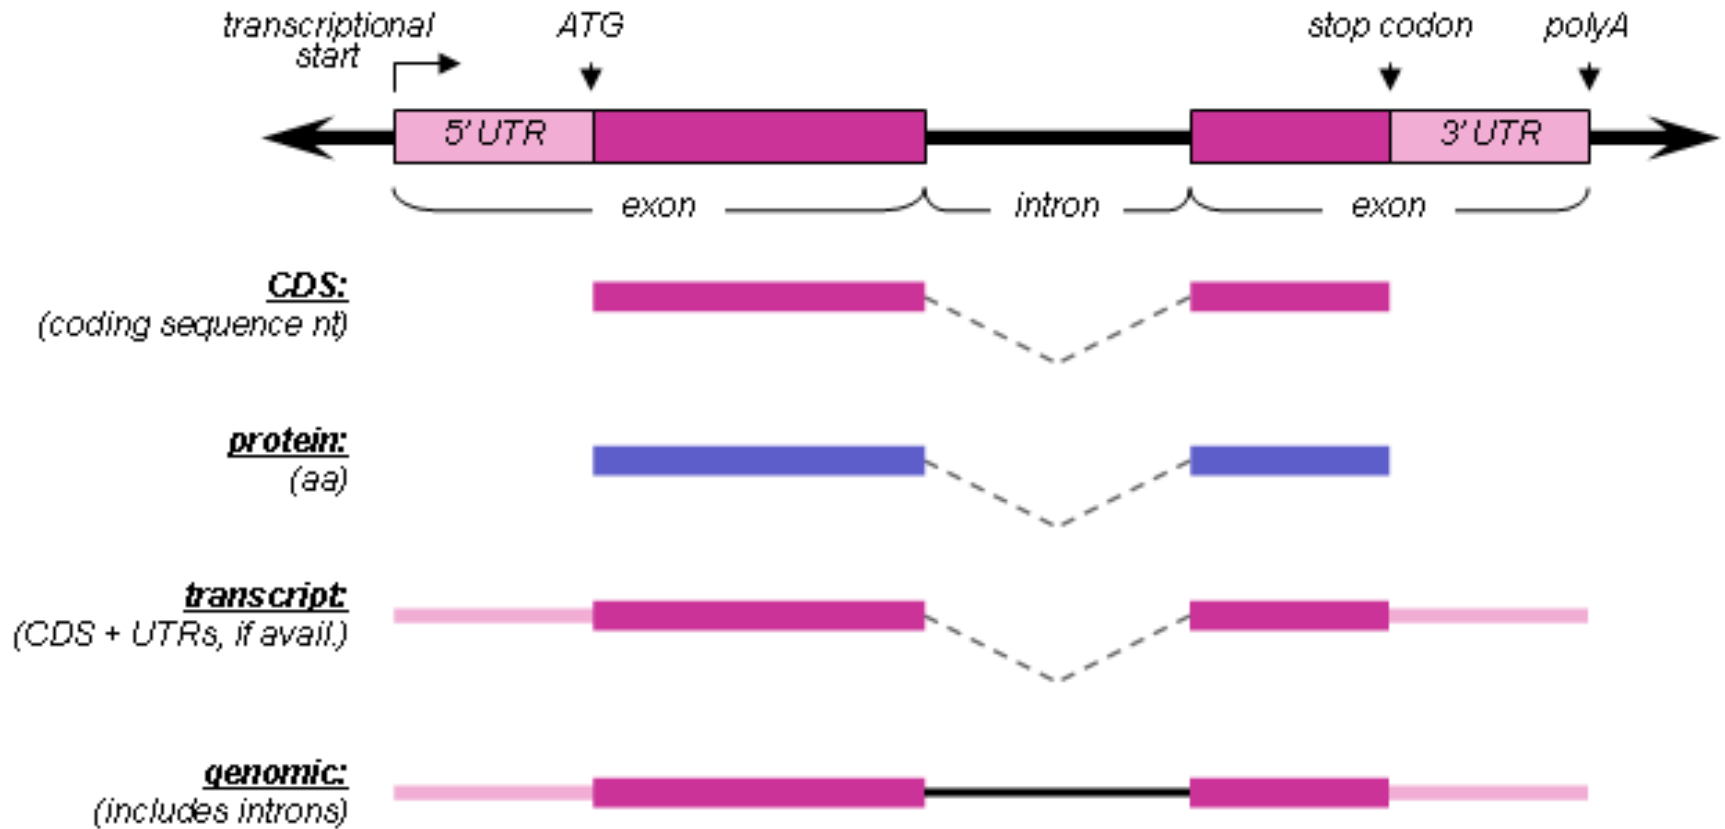 transcriptional
start
ATG
stop codon
polyA
5' UTR
3' UTR
exon
intron
exon
CDS:
(coding sequence nt)
protein:
(aa)
transcript:
(CDS + UTRs, if avail.)
genomic:
(includes introns)